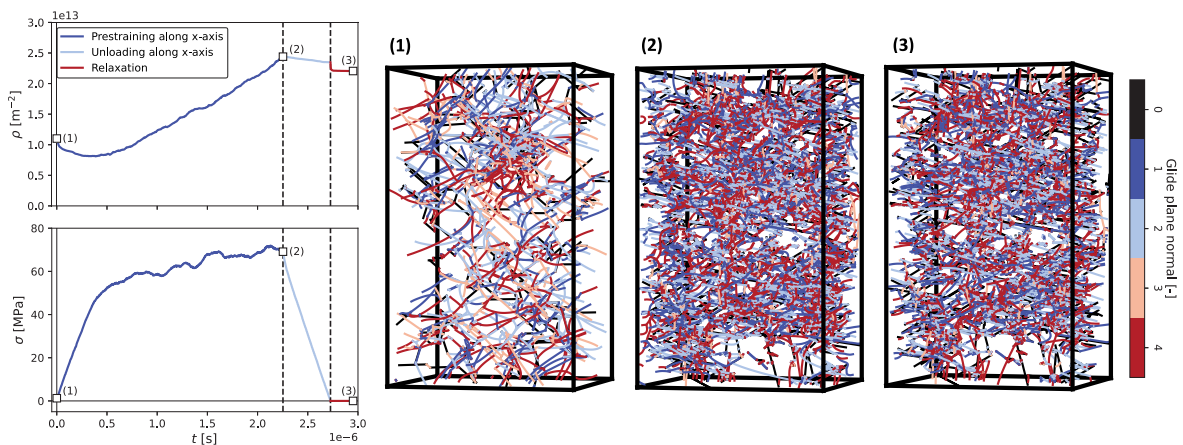 1e13
3.0
2.5
2.0
1.5
1.0
0.5
0.0
ρ [m⁻²]
Prestraining along x-axis
Unloading along x-axis
Relaxation
(1)
(2)
(3)
80
60
40
20
0
σ [MPa]
(1)
(2)
(3)
0.0 0.5 1.0 1.5 2.0 2.5 3.0
1e-6
t [s]
(1)
(2)
(3)
0
1
2
3
4
Glide plane normal [-]